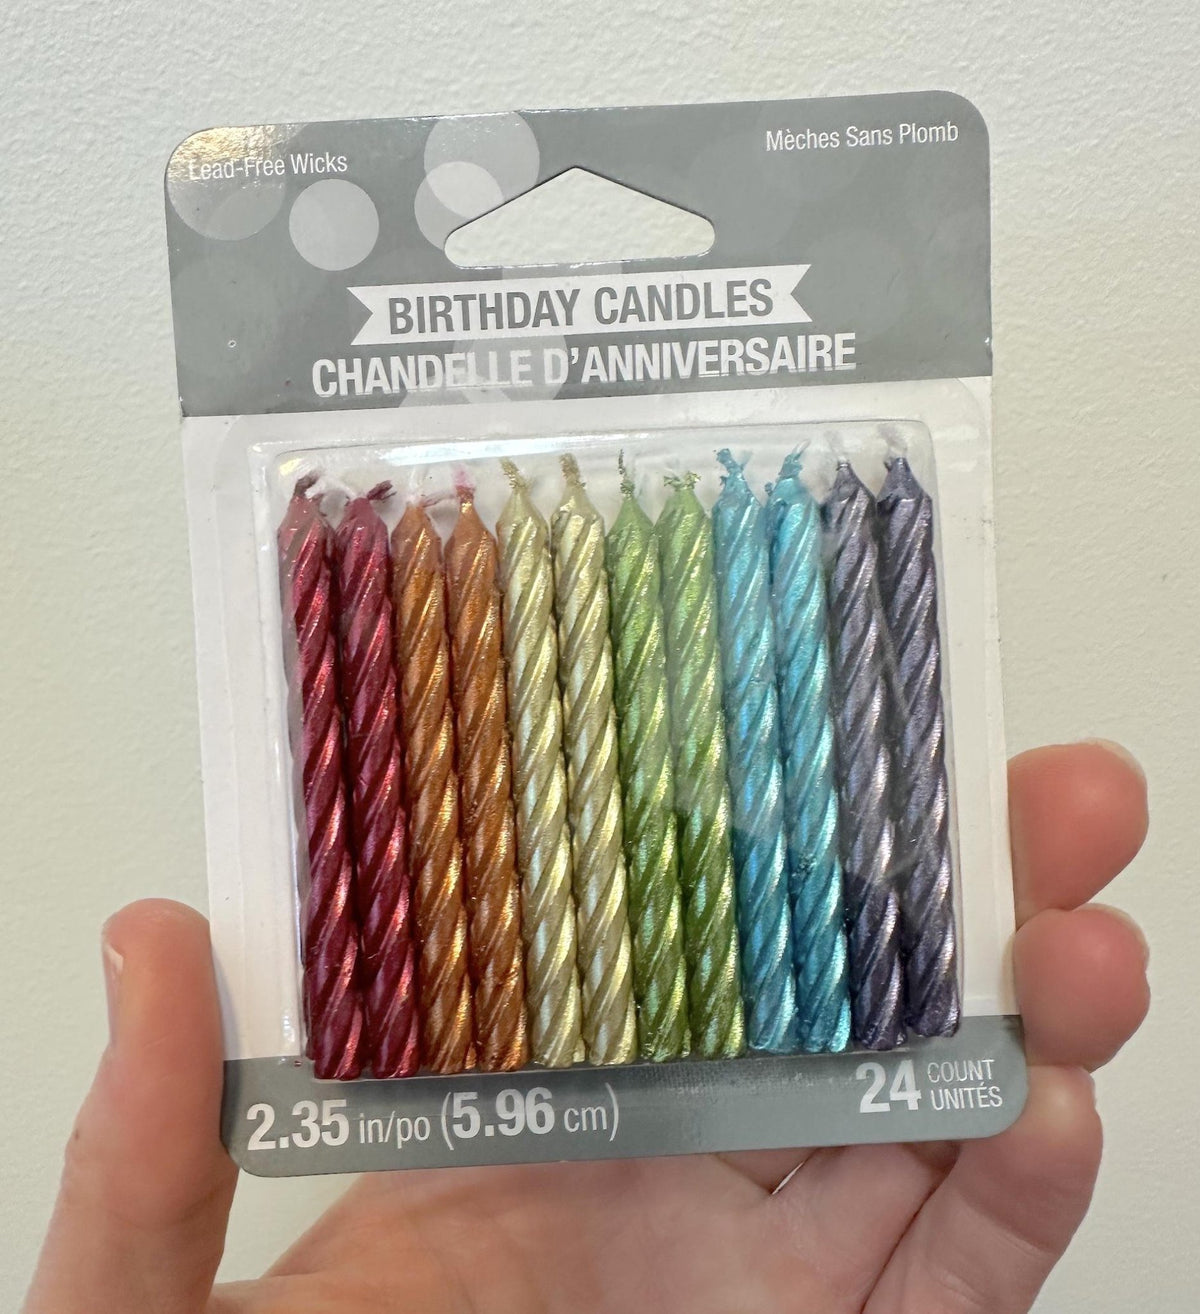 Lead-Free Wicks
Mèches Sans Plomb
BIRTHDAY CANDLES
CHANDELLE D'ANNIVERSAIRE
2.35 in/po (5.96 cm)
24 COUNT
UNITÉS